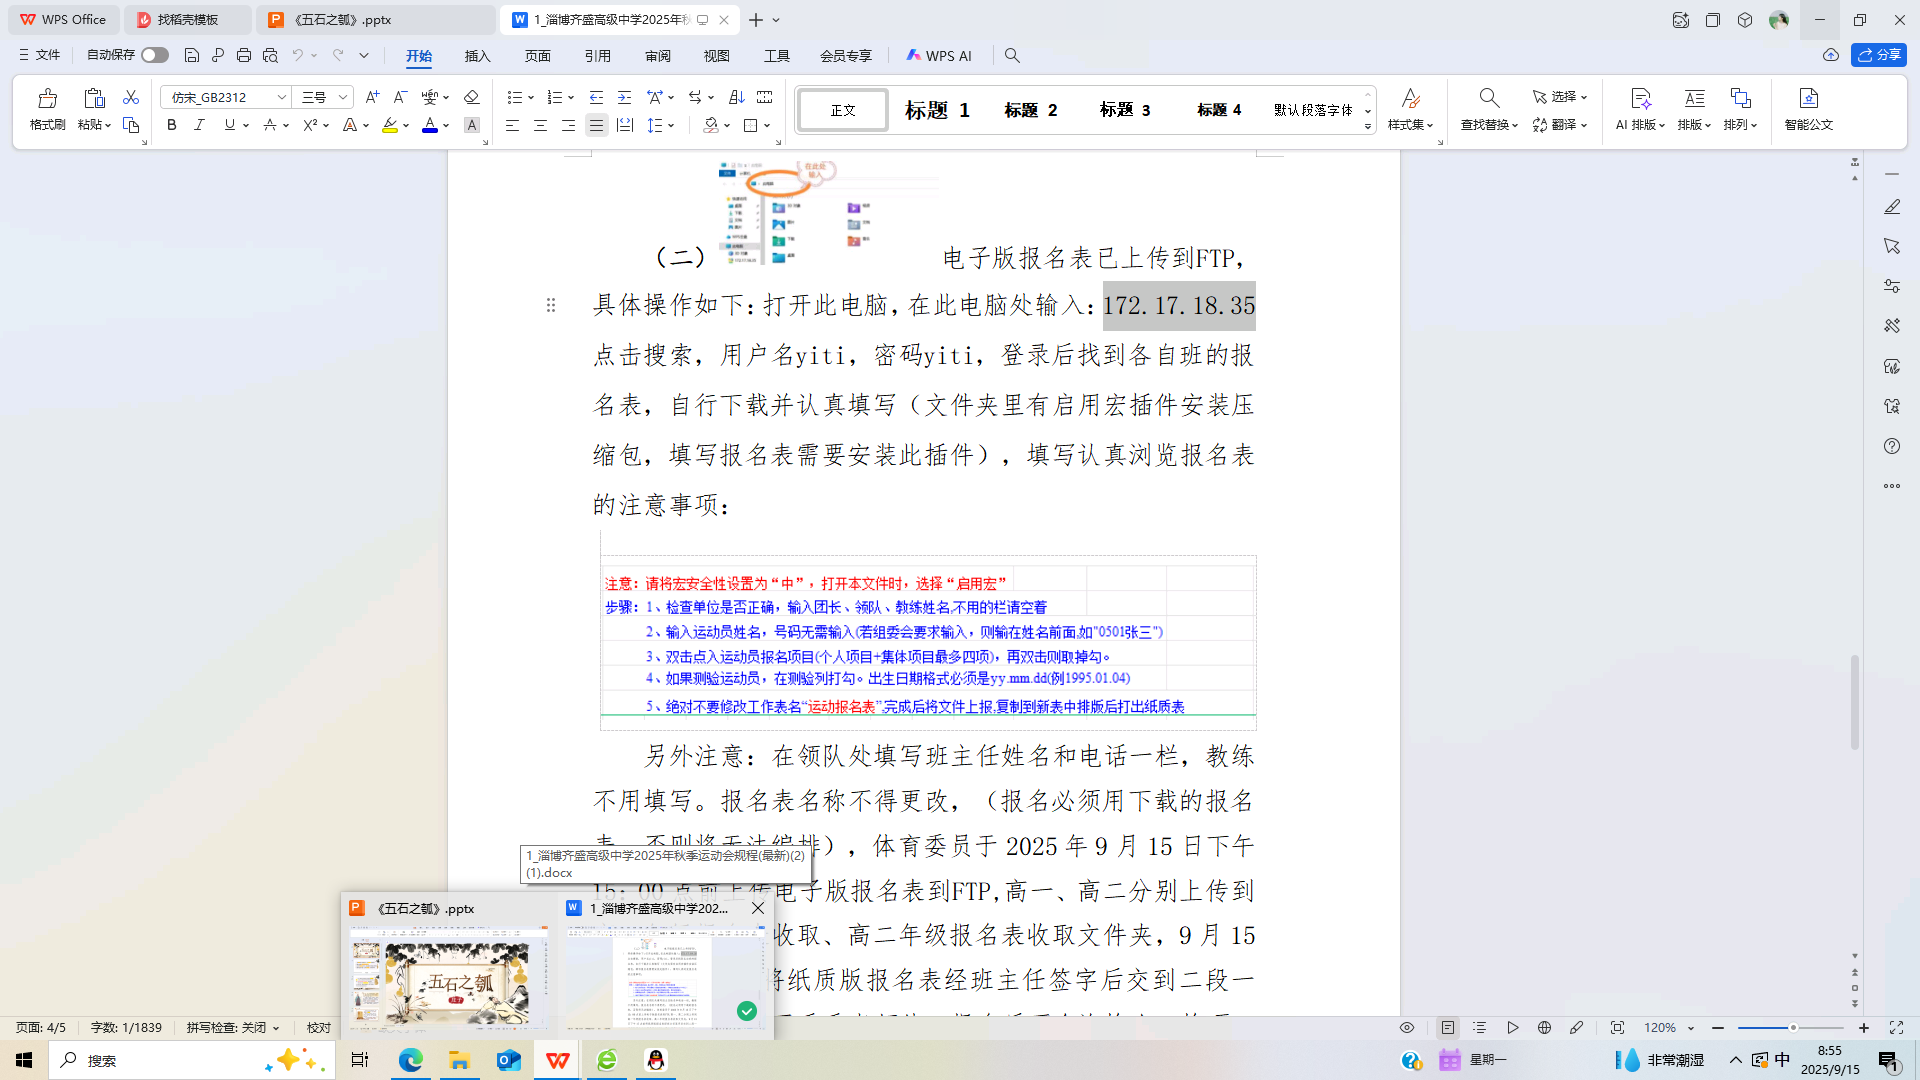 WPS Office
找稻壳模板
《五石之瓠》.pptx
1_淄博齐盛高级中学2025年秋
文件
自动保存
开始
插入
页面
引用
审阅
视图
工具
会员专享
WPS AI
分享
格式刷
粘贴
仿宋_GB2312
三号
正文
标题 1
标题 2
标题 3
标题 4
默认段落字体
样式集
查找替换
选择
翻译
AI 排版
排版
排列
智能公文
在此处
输入
（二）
电子版报名表已上传到FTP，
具体操作如下：打开此电脑，在此电脑处输入：172.17.18.35
点击搜索，用户名yiti，密码yiti，登录后找到各自班的报
名表，自行下载并认真填写（文件夹里有启用宏插件安装压
缩包，填写报名表需要安装此插件），填写认真浏览报名表
的注意事项：
注意：请将宏安全性设置为“中”，打开本文件时，选择“启用宏”
步骤：1、检查单位是否正确，输入团长、领队、教练姓名,不用的栏请空着
2、输入运动员姓名，号码无需输入(若组委会要求输入，则输在姓名前面,如"0501张三")
3、双击点入运动员报名项目(个人项目+集体项目最多四项)，再双击则取掉勾。
4、如果测验运动员，在测验列打勾。出生日期格式必须是yy.mm.dd(例1995.01.04)
5、绝对不要修改工作表名“运动报名表”,完成后将文件上报,复制到新表中排版后打出纸质表
另外注意：在领队处填写班主任姓名和电话一栏，教练
不用填写。报名表名称不得更改，（报名必须用下载的报名
表，否则将无法编排），体育委员于 2025 年 9 月 15 日下午
15：00 点前上传电子版报名表到FTP,高一、高二分别上传到
收取、高二年级报名表收取文件夹，9 月 15
将纸质版报名表经班主任签字后交到二段一
1_淄博齐盛高级中学2025年秋季运动会规程(最新)(2)
(1).docx
《五石之瓠》.pptx
1_淄博齐盛高级中学202...
五石之瓠
庄子
页面: 4/5
字数: 1/1839
拼写检查: 关闭
校对
120%
搜索
星期一
非常潮湿
中
8:55
2025/9/15
1